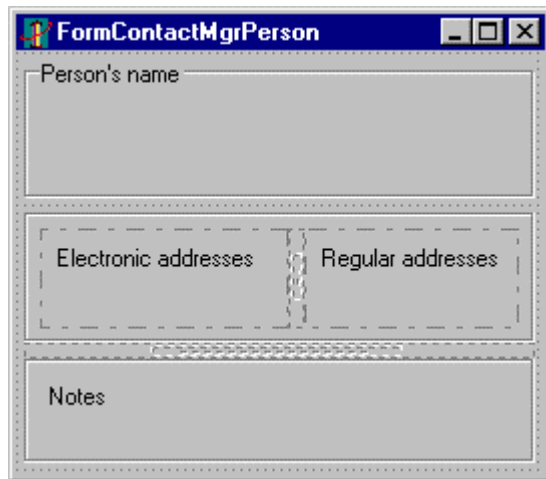 FormContactMgrPerson
Person's name
Electronic addresses
Regular addresses
Notes